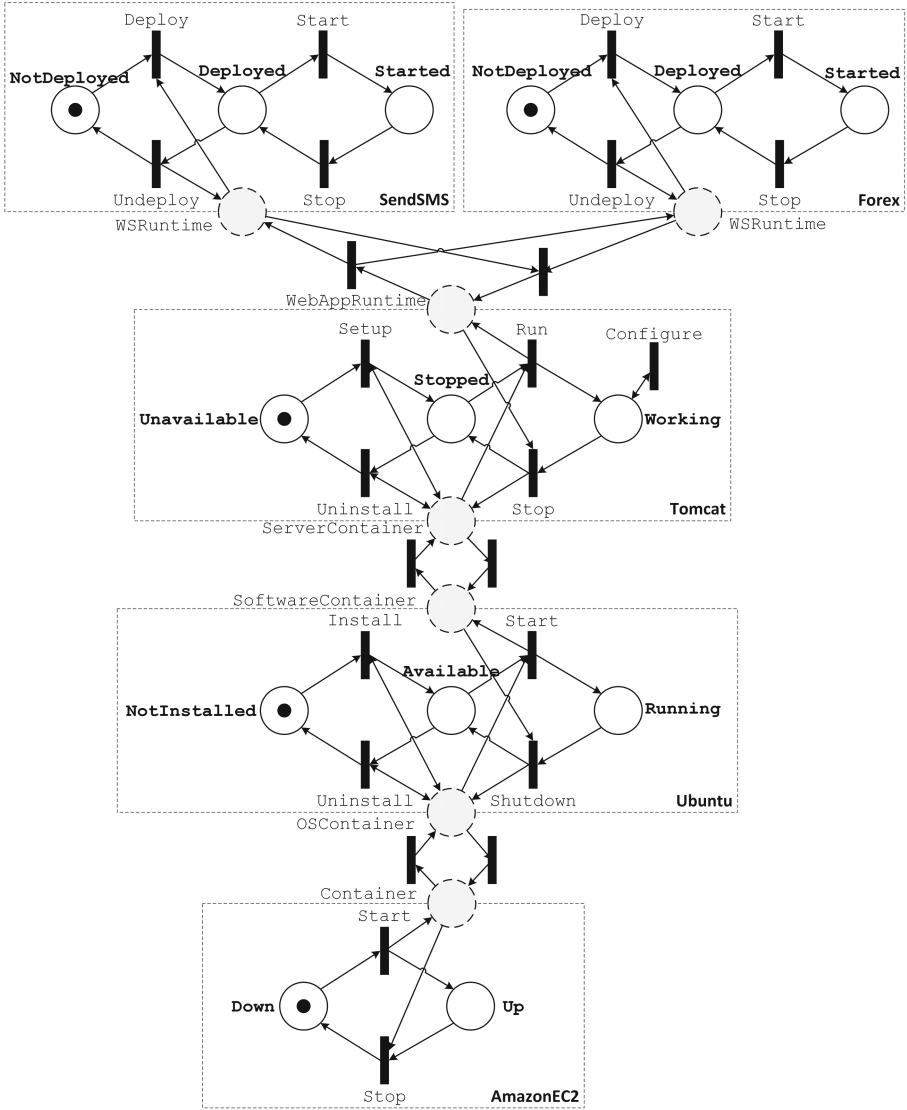 Deploy Start
NotDeployed Deployed Started
Undeploy Stop SendSMS
WSRuntime
Deploy Start
NotDeployed Deployed Started
Undeploy Stop Forex
WSRuntime
WebAppRuntime
Setup Run Configure
Stopped
Unavailable Working
Uninstall Stop Tomcat
ServerContainer
SoftwareContainer
Install Start
Available
NotInstalled Running
Uninstall Shutdown Ubuntu
OSContainer
Container
Start
Down Up
Stop AmazonEC2